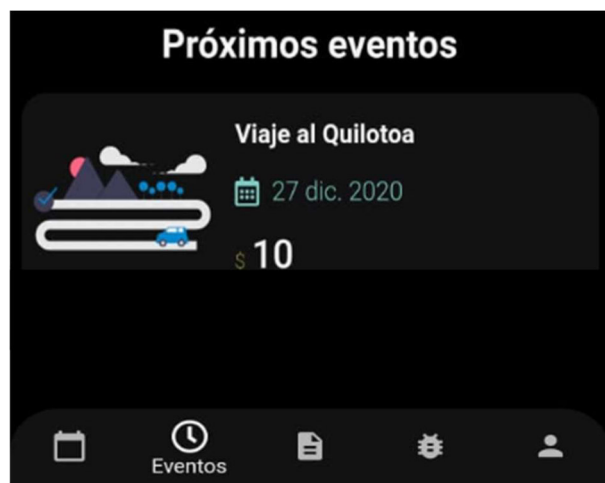 Próximos eventos
Viaje al Quilotoa
27 dic. 2020
$ 10
Eventos